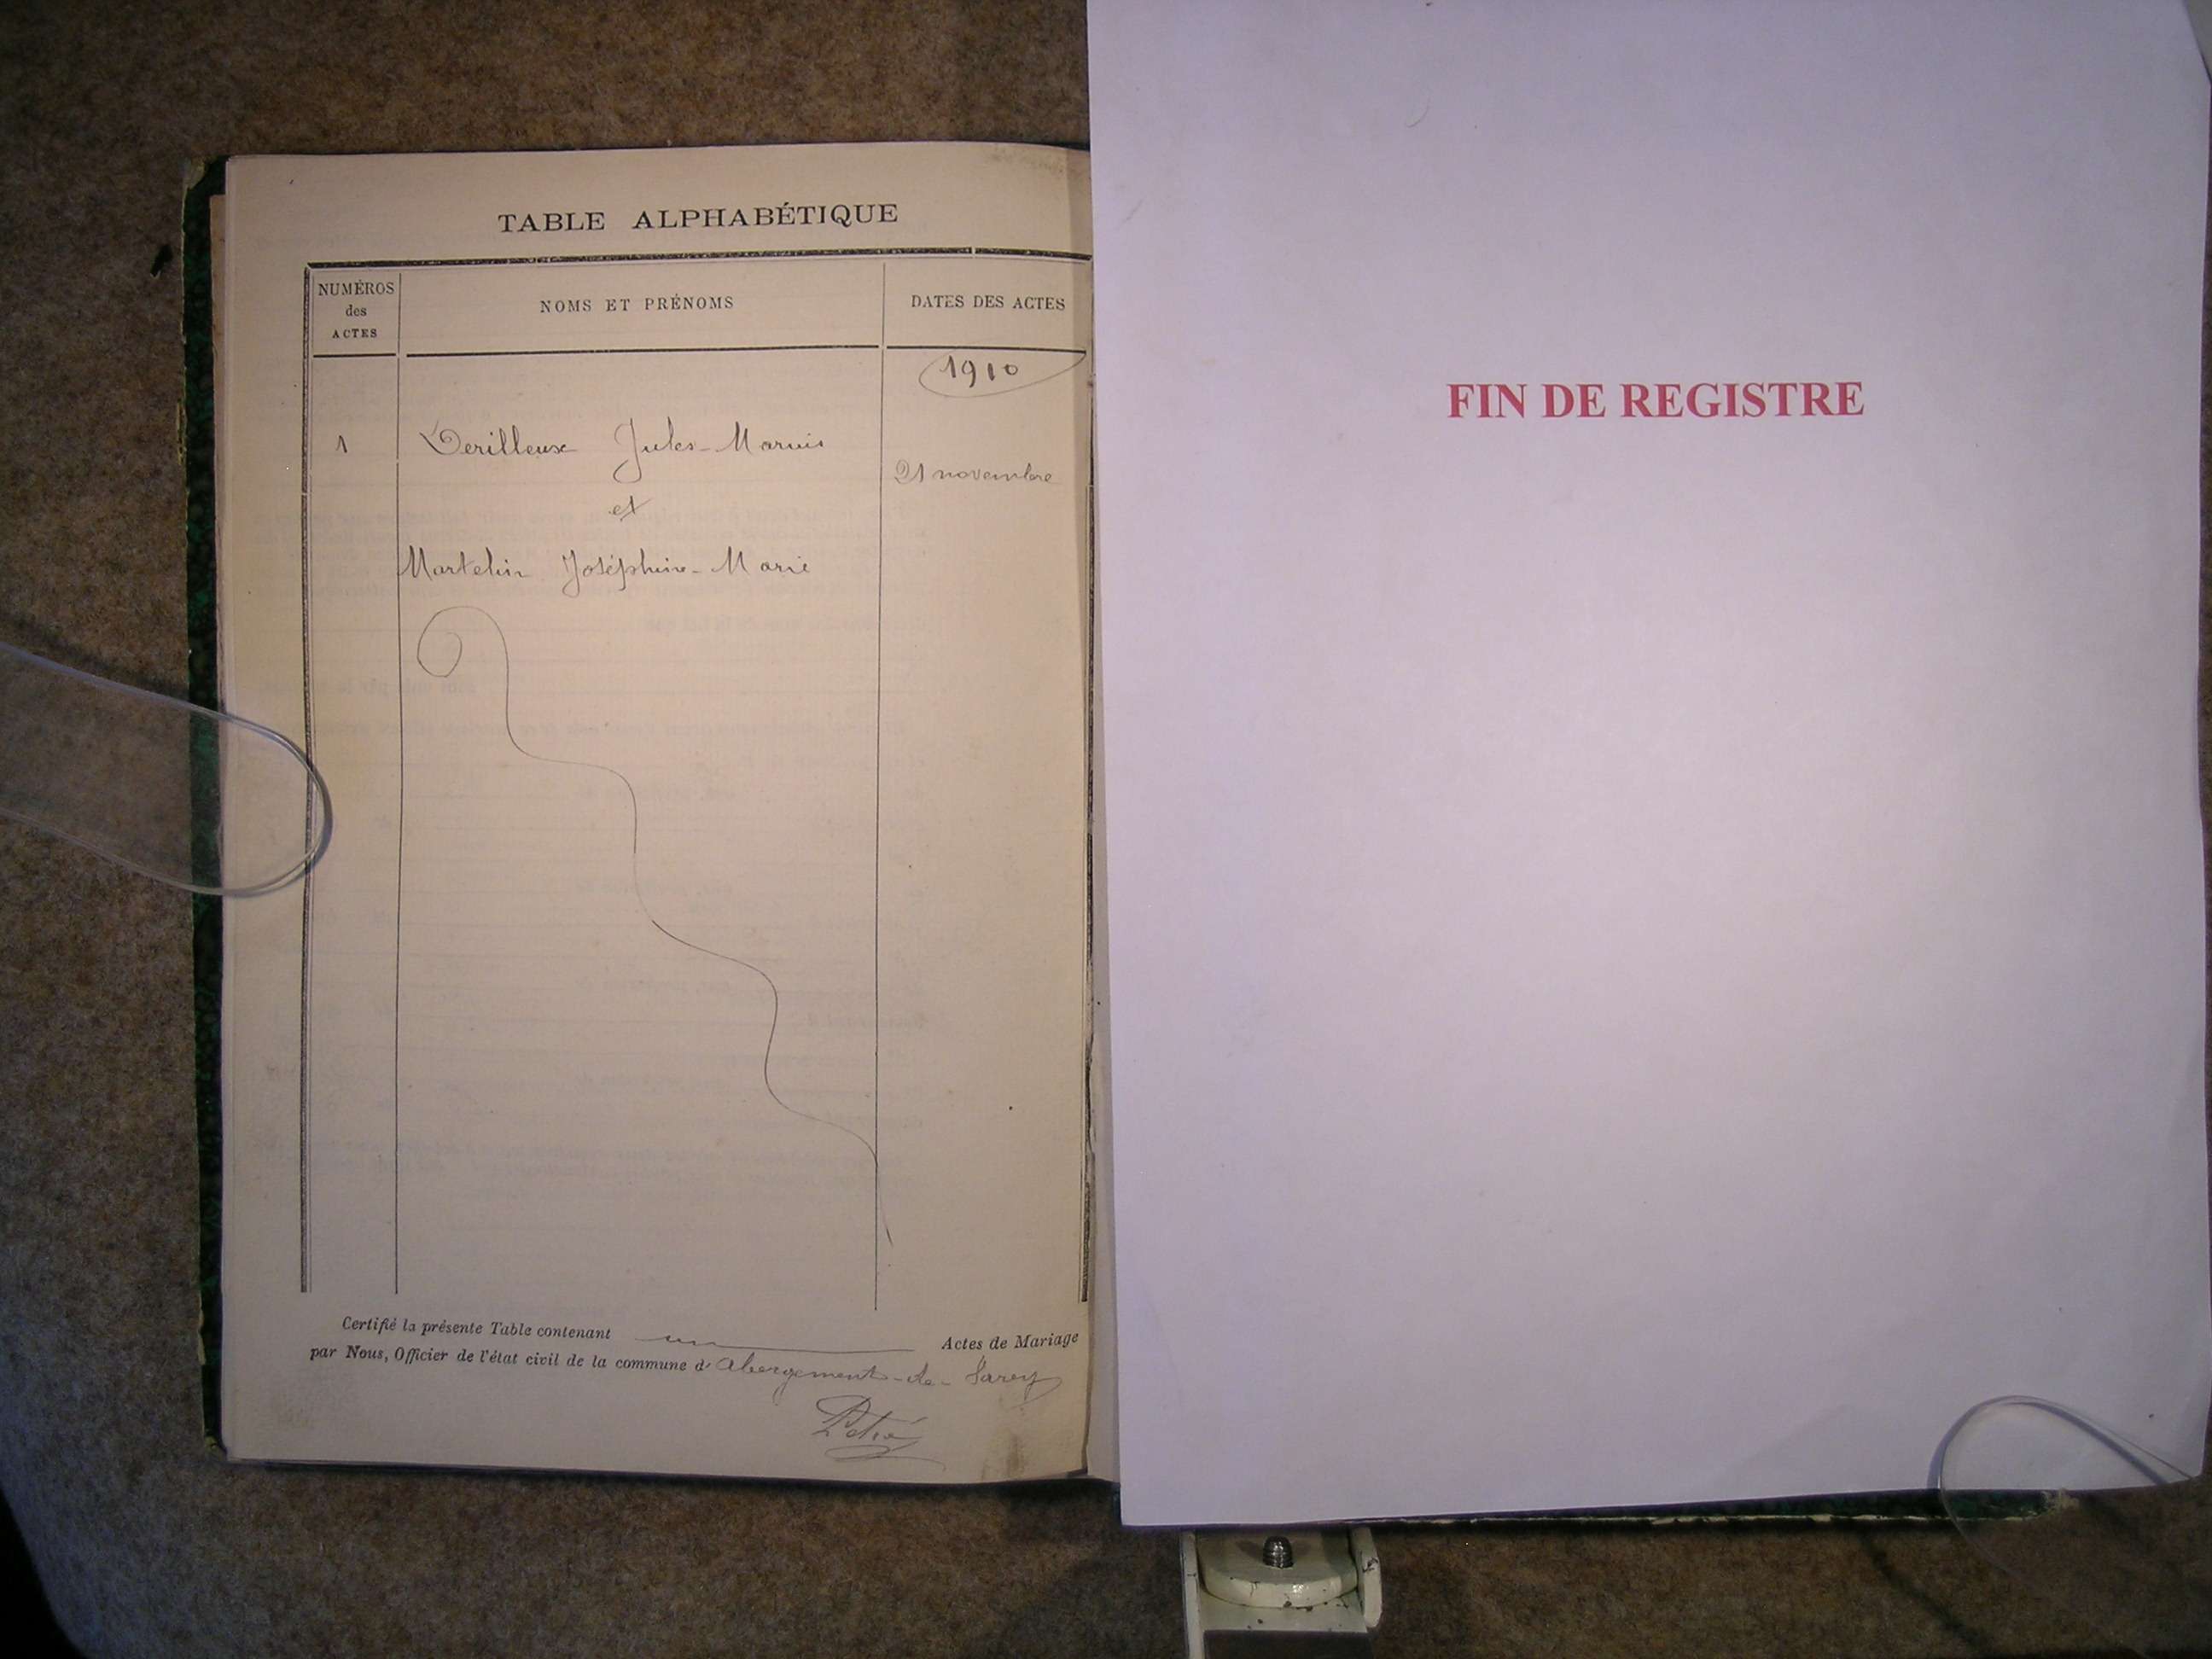 TABLE ALPHABÉTIQUE
NUMÉROS
des
ACTES
NOMS ET PRÉNOMS
DATES DES ACTES
1910
1 Derilleux Jules-Marius
21 novembre
et
Martelin Joséphine-Marie
Certifié la présente Table contenant un Actes de Mariage
par Nous, Officier de l'état civil de la commune d' Abergement-de-Varey
FIN DE REGISTRE